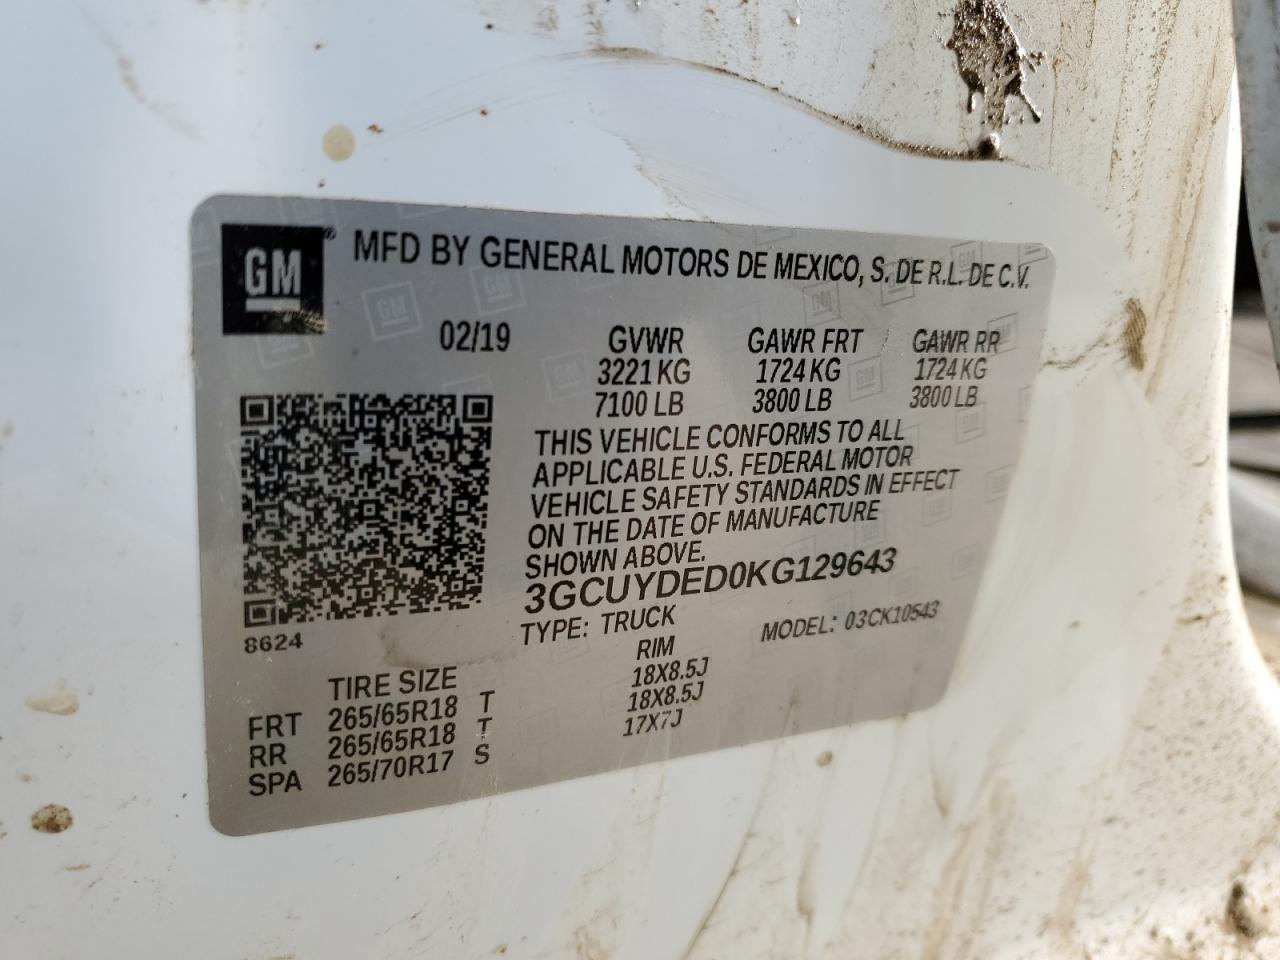 GM ® MFD BY GENERAL MOTORS DE MEXICO, S. DE R.L. DE C.V.
02/19 GVWR GAWR FRT GAWR RR
3221 KG 1724 KG 1724 KG
7100 LB 3800 LB 3800 LB
THIS VEHICLE CONFORMS TO ALL
APPLICABLE U.S. FEDERAL MOTOR
VEHICLE SAFETY STANDARDS IN EFFECT
ON THE DATE OF MANUFACTURE
SHOWN ABOVE.
3GCUYDED0KG129643
8624
TYPE: TRUCK MODEL: 03CK10543
TIRE SIZE RIM
FRT 265/65R18 T 18X8.5J
RR 265/65R18 T 18X8.5J
SPA 265/70R17 S 17X7J